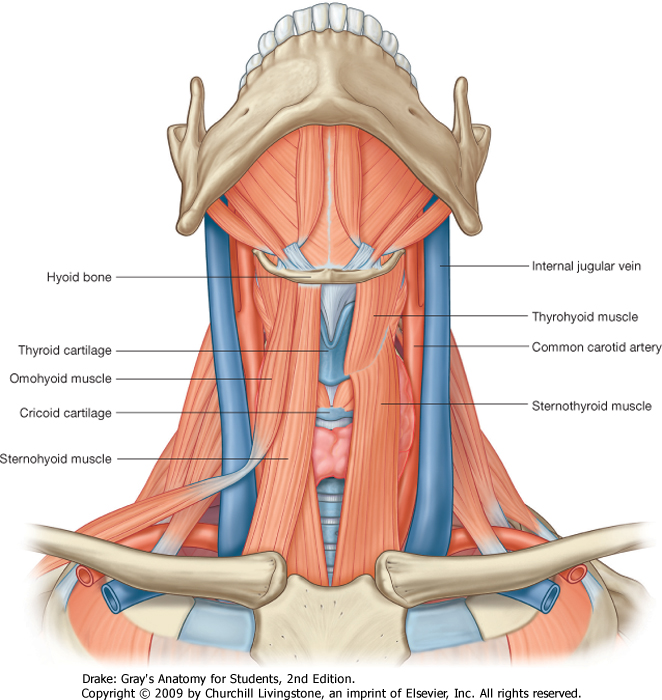 Hyoid bone
Thyroid cartilage
Omohyoid muscle
Cricoid cartilage
Sternohyoid muscle
Internal jugular vein
Thyrohyoid muscle
Common carotid artery
Sternothyroid muscle
Drake: Gray's Anatomy for Students, 2nd Edition.
Copyright © 2009 by Churchill Livingstone, an imprint of Elsevier, Inc. All rights reserved.